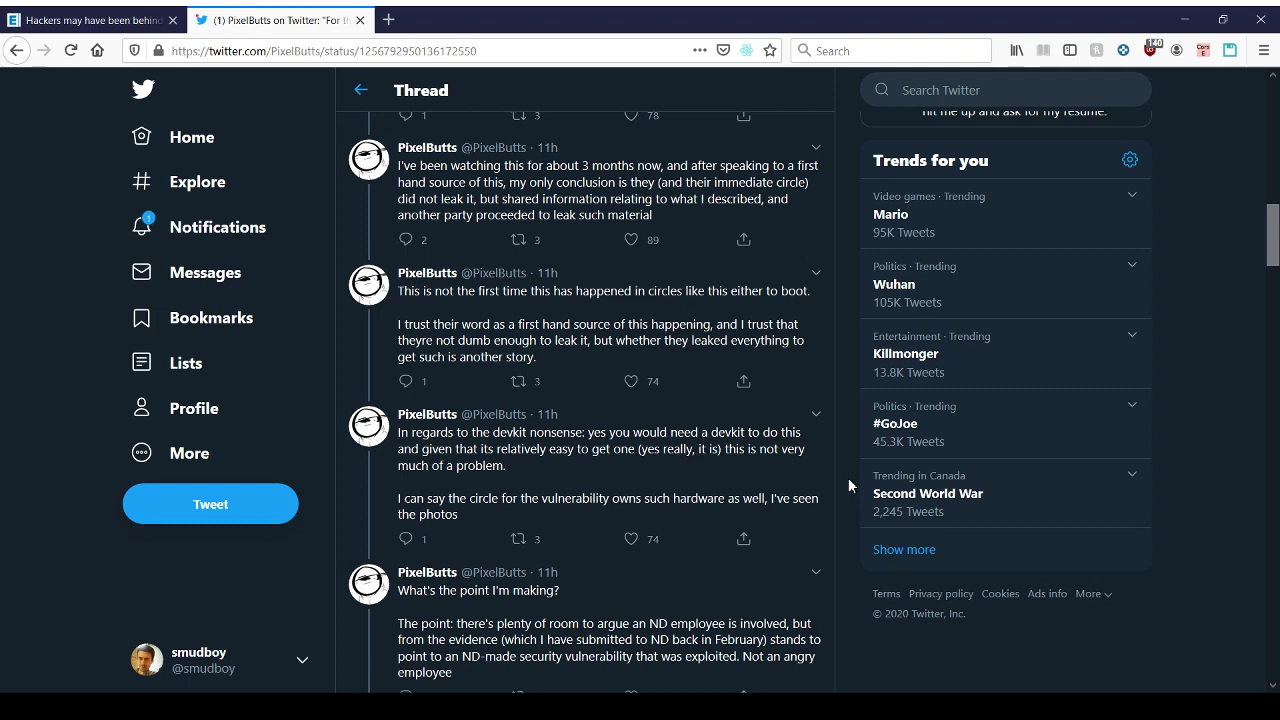 Hackers may have been behind
(1) PixelButts on Twitter: "For th
https://twitter.com/PixelButts/status/1256792950136172550
Search
140
Home
Explore
1
Notifications
Messages
Bookmarks
Lists
Profile
More
Tweet
smudboy
@smudboy
Thread
1 3 78
PixelButts @PixelButts · 11h
I've been watching this for about 3 months now, and after speaking to a first
hand source of this, my only conclusion is they (and their immediate circle)
did not leak it, but shared information relating to what I described, and
another party proceeded to leak such material
2 3 89
PixelButts @PixelButts · 11h
This is not the first time this has happened in circles like this either to boot.
I trust their word as a first hand source of this happening, and I trust that
theyre not dumb enough to leak it, but whether they leaked everything to
get such is another story.
1 3 74
PixelButts @PixelButts · 11h
In regards to the devkit nonsense: yes you would need a devkit to do this
and given that its relatively easy to get one (yes really, it is) this is not very
much of a problem.
I can say the circle for the vulnerability owns such hardware as well, I've seen
the photos
1 3 74
PixelButts @PixelButts · 11h
What's the point I'm making?
The point: there's plenty of room to argue an ND employee is involved, but
from the evidence (which I have submitted to ND back in February) stands to
point to an ND-made security vulnerability that was exploited. Not an angry
employee
Search Twitter
hit me up and ask for my resume.
Trends for you
Video games · Trending
Mario
95K Tweets
Politics · Trending
Wuhan
105K Tweets
Entertainment · Trending
Killmonger
13.8K Tweets
Politics · Trending
#GoJoe
45.3K Tweets
Trending in Canada
Second World War
2,245 Tweets
Show more
Terms Privacy policy Cookies Ads info More
© 2020 Twitter, Inc.